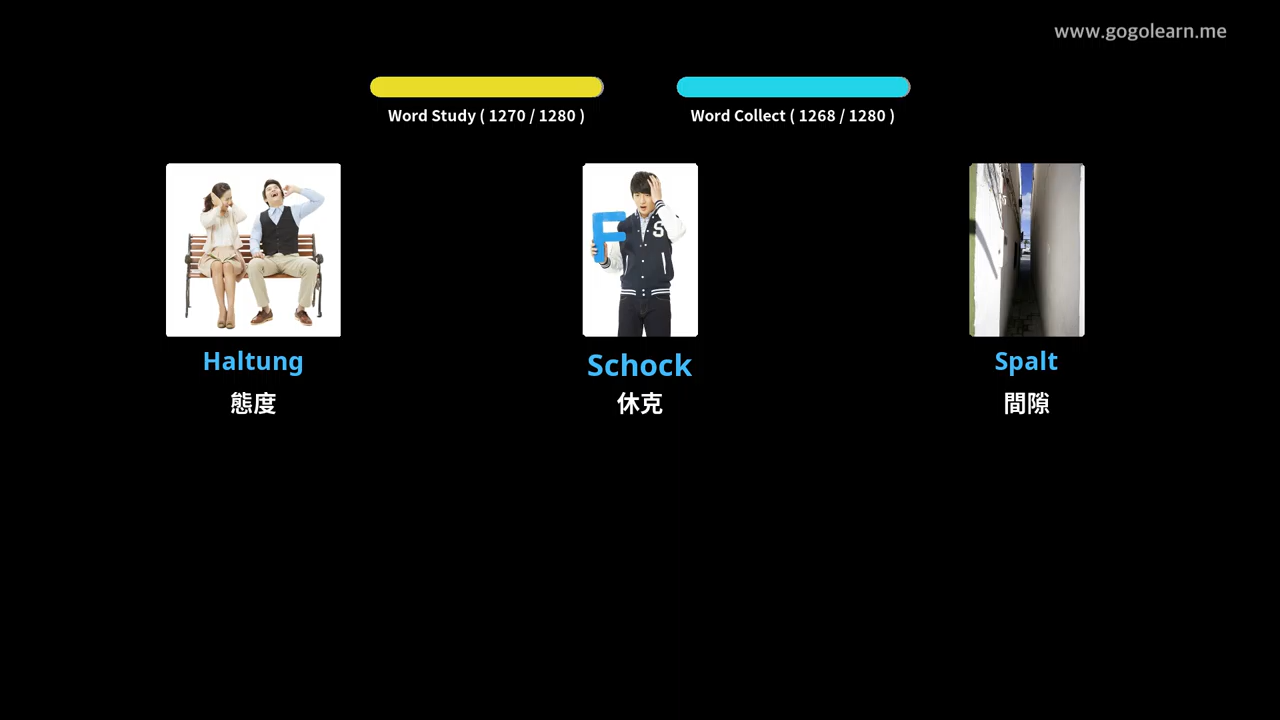 www.gogolearn.me
Word Study ( 1270 / 1280 )
Word Collect ( 1268 / 1280 )
F
S
Haltung
Schock
Spalt
態度
休克
間隙